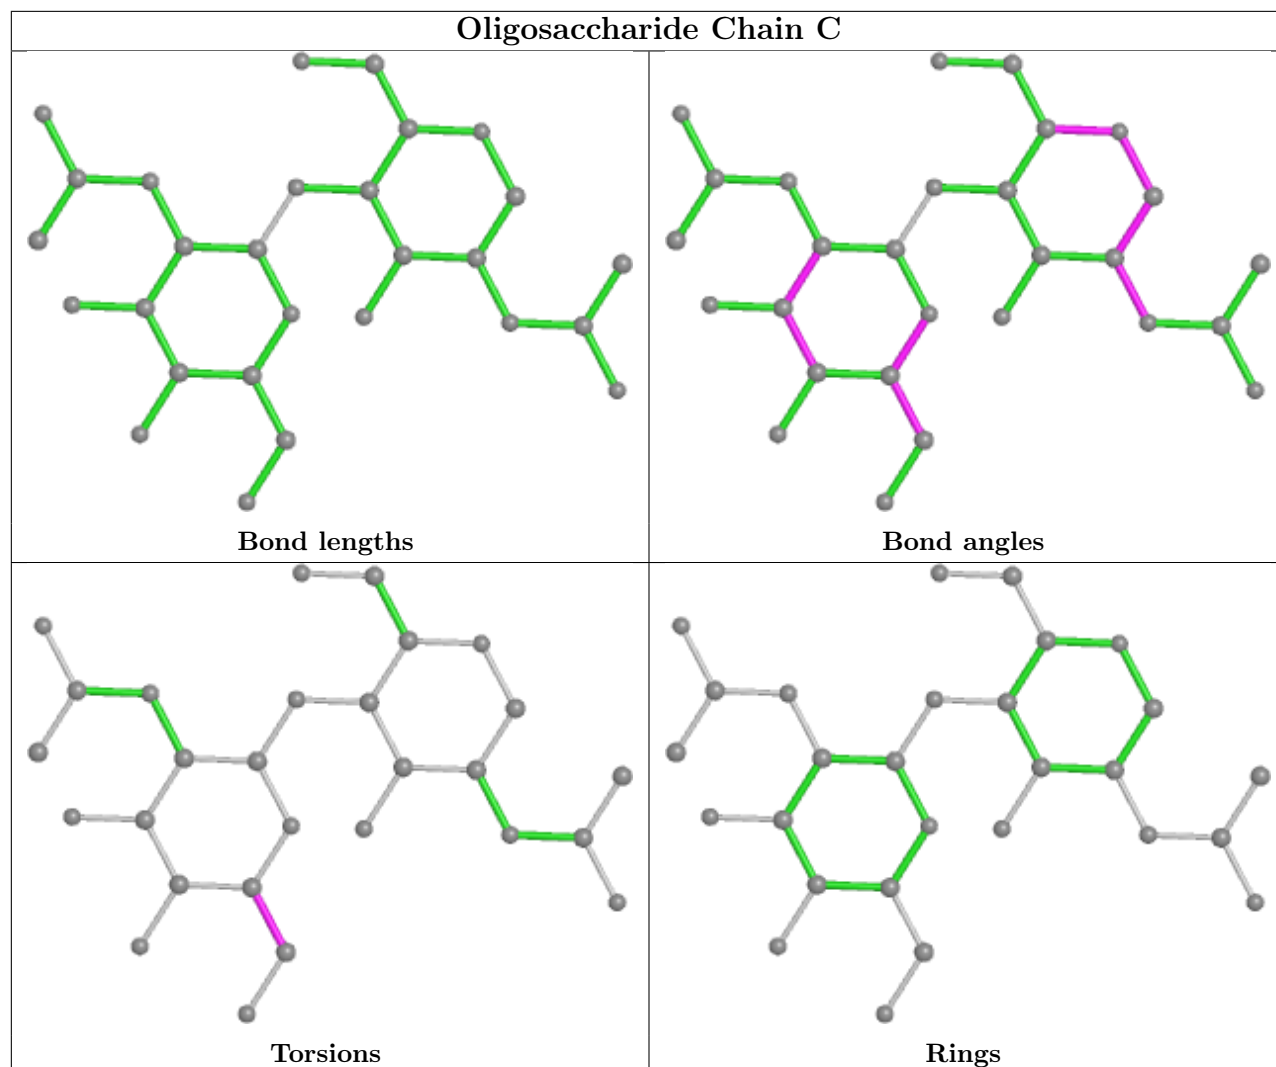 Oligosaccharide Chain C
Bond lengths
Bond angles
Torsions
Rings